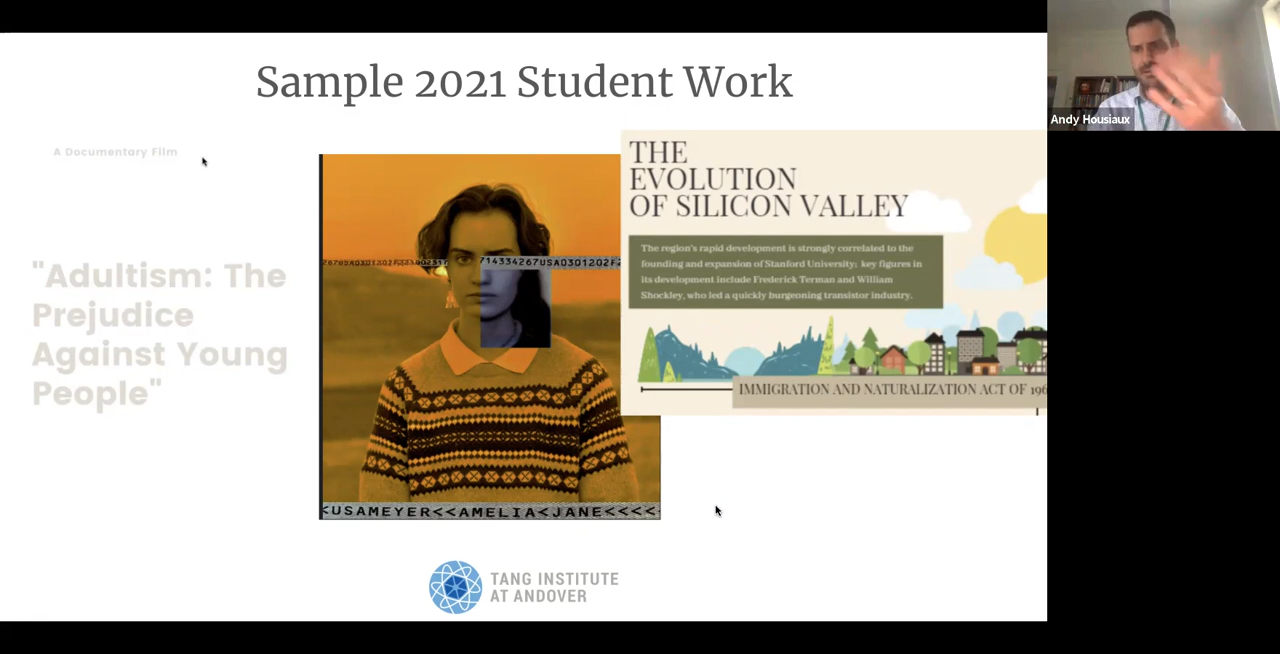 Sample 2021 Student Work
Andy Housiaux
A Documentary Film
"Adultism: The
Prejudice
Against Young
People"
714334267USA0301202F
<USAMEYER<<AMELIA<JANE<<<<
THE
EVOLUTION
OF SILICON VALLEY
The region's rapid development is strongly correlated to the
founding and expansion of Stanford University; key figures in
its development include Frederick Terman and William
Shockley, who led a quickly burgeoning transistor industry.
IMMIGRATION AND NATURALIZATION ACT OF 196
TANG INSTITUTE
AT ANDOVER